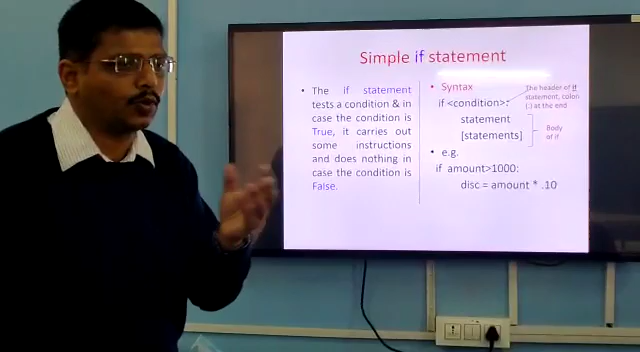 Simple if statement
• The if statement
tests a condition & in
case the condition is
True, it carries out
some instructions
and does nothing in
case the condition is
False.
• Syntax
if <condition>:
statement
[statements]
The header of if
statement, colon
(:) at the end
Body
of if
• e.g.
if amount>1000:
disc = amount * .10